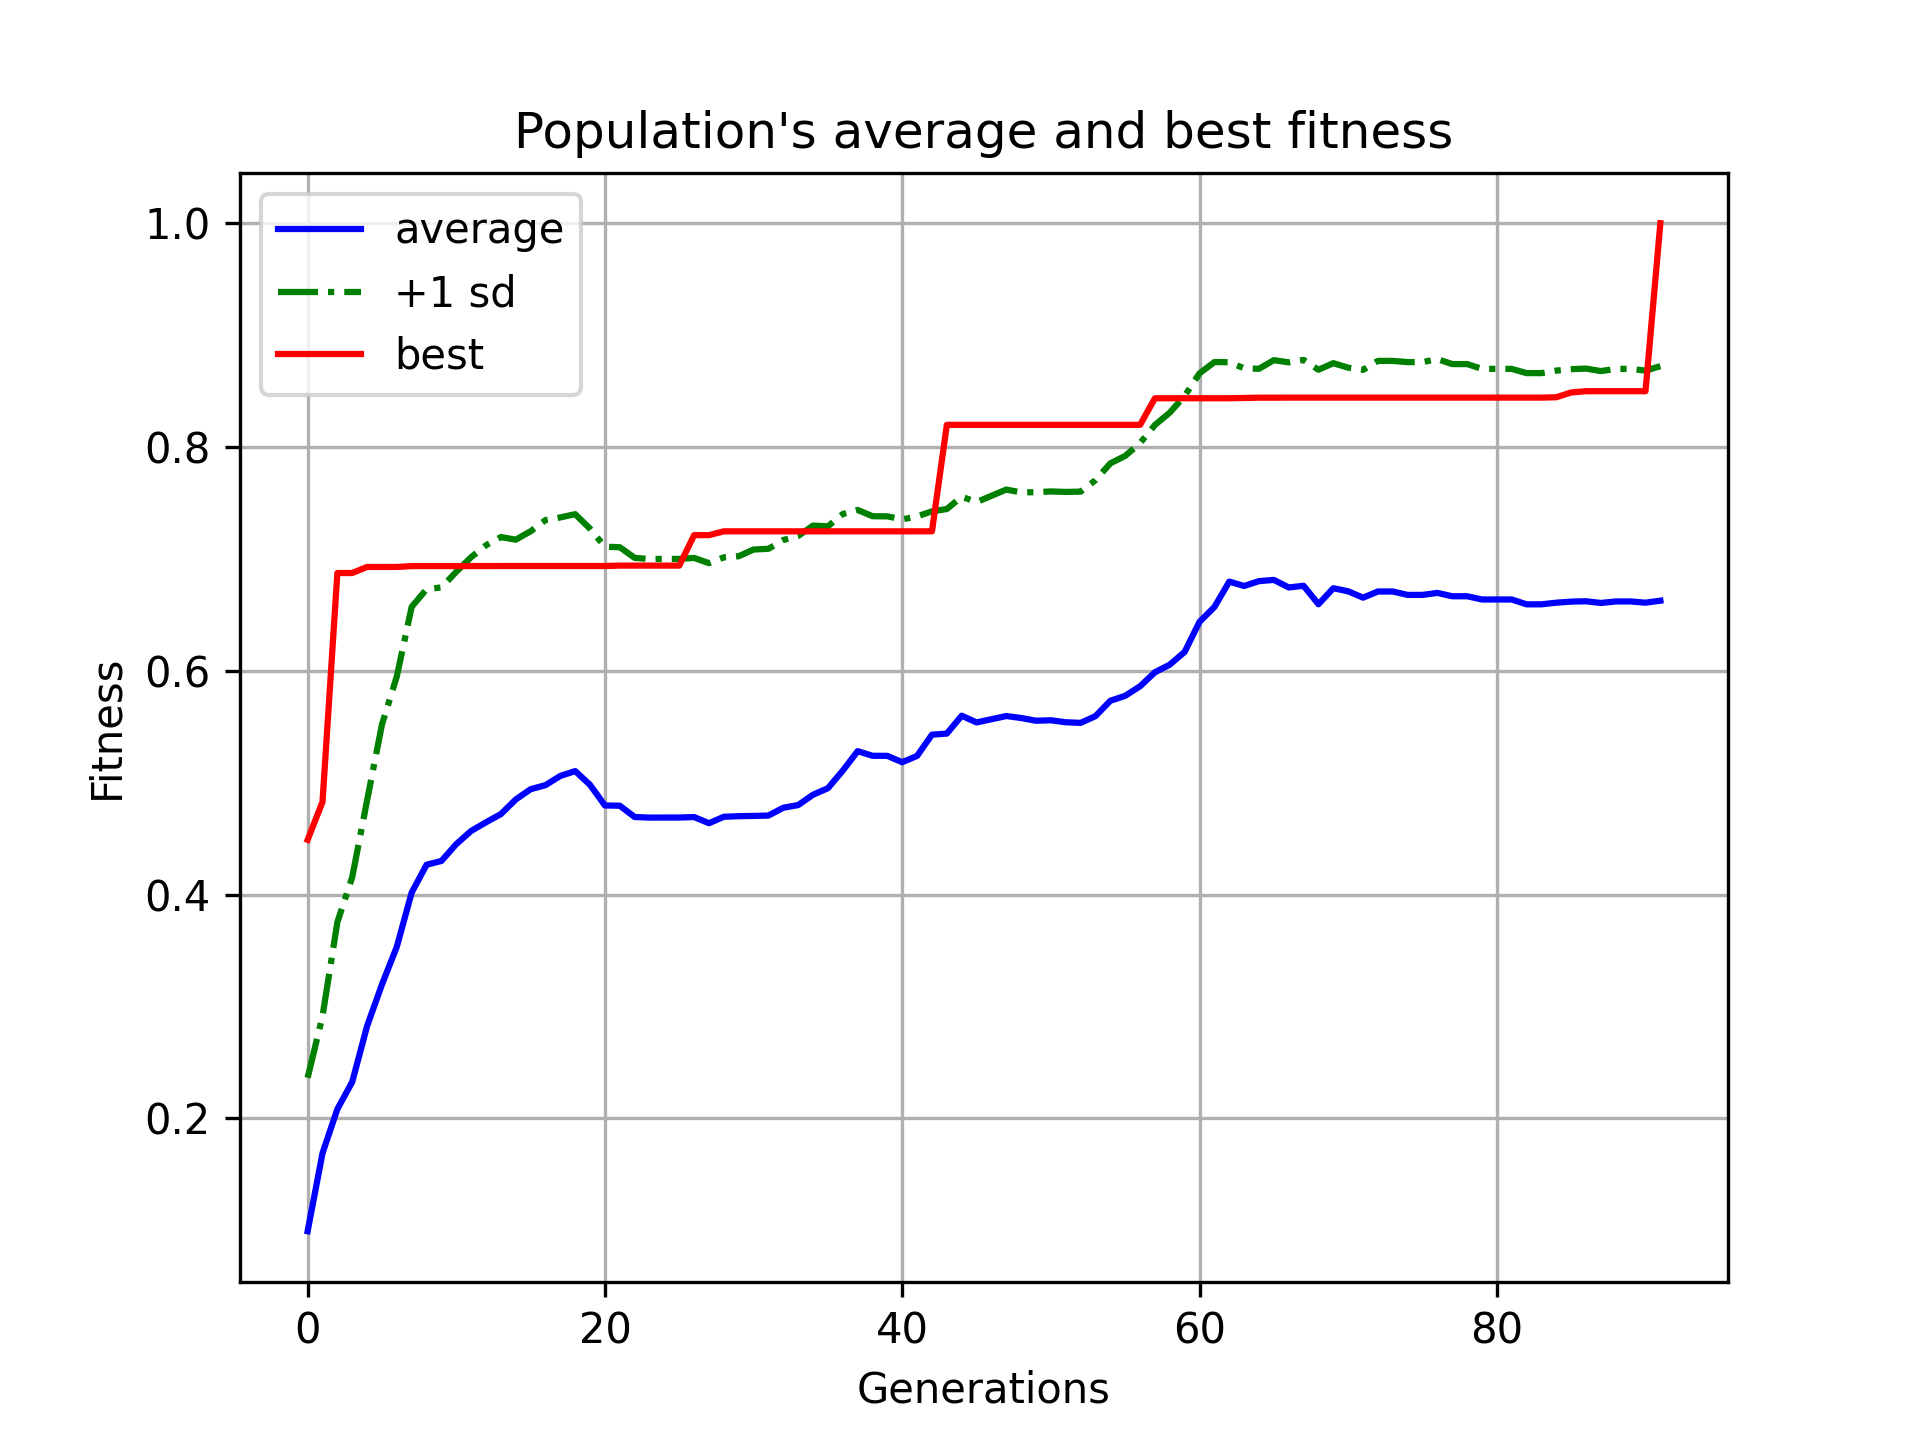 Population's average and best fitness
average
+1 sd
best
Fitness
1.0
0.8
0.6
0.4
0.2
0 20 40 60 80
Generations